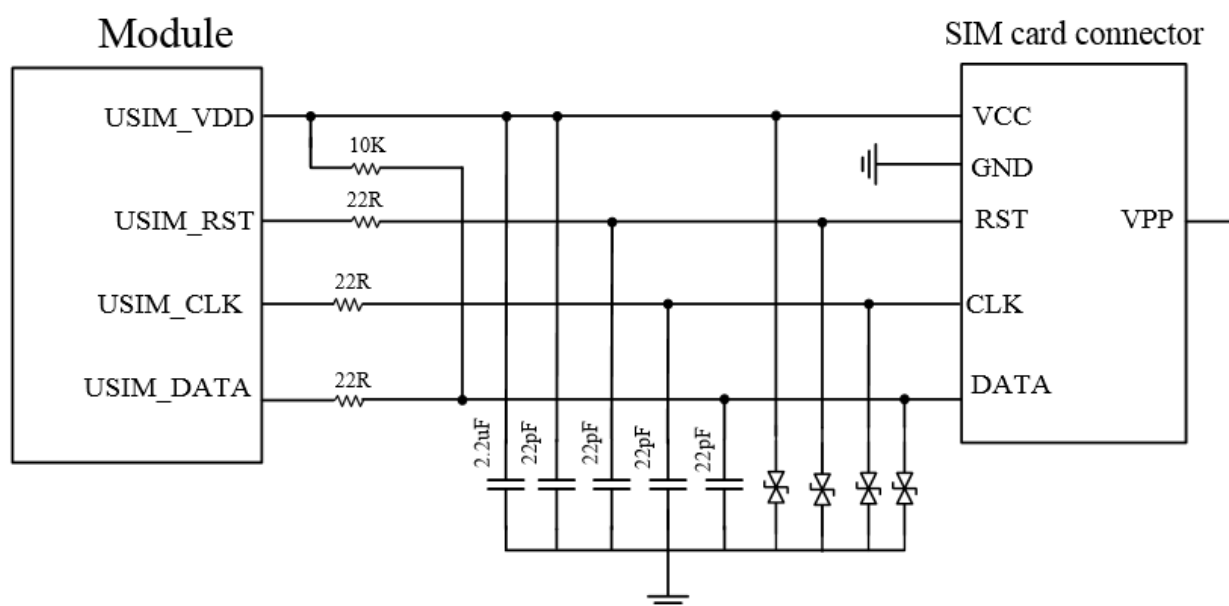 Module
SIM card connector
USIM_VDD
VCC
10K
GND
22R
USIM_RST
RST
VPP
22R
USIM_CLK
CLK
22R
USIM_DATA
DATA
2.2uF
22pF
22pF
22pF
22pF